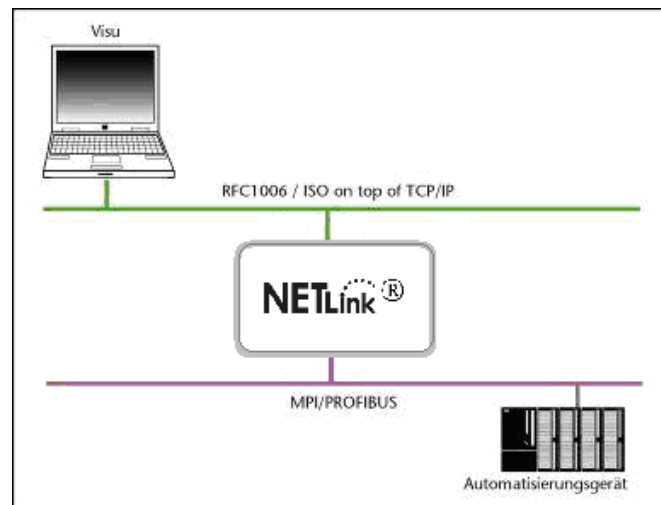 Visu
RFC1006 / ISO on top of TCP/IP
NETLink ®
MPI/PROFIBUS
Automatisierungsgerät